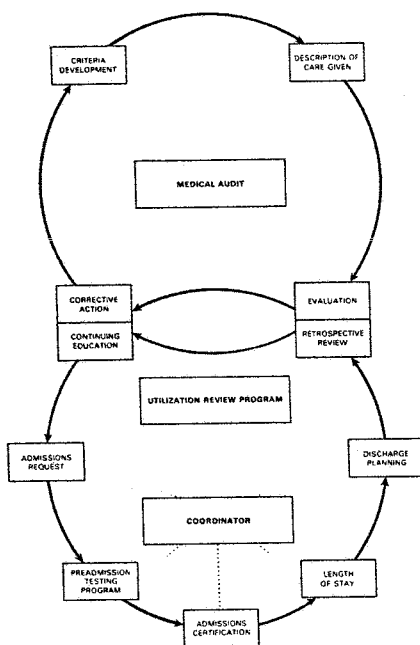 CRITERIA
DEVELOPMENT
DESCRIPTION OF
CARE GIVEN
MEDICAL AUDIT
CORRECTIVE
ACTION
EVALUATION
CONTINUING
EDUCATION
RETROSPECTIVE
REVIEW
UTILIZATION REVIEW PROGRAM
ADMISSIONS
REQUEST
DISCHARGE
PLANNING
COORDINATOR
PREADMISSION
TESTING
PROGRAM
LENGTH
OF STAY
ADMISSIONS
CERTIFICATION